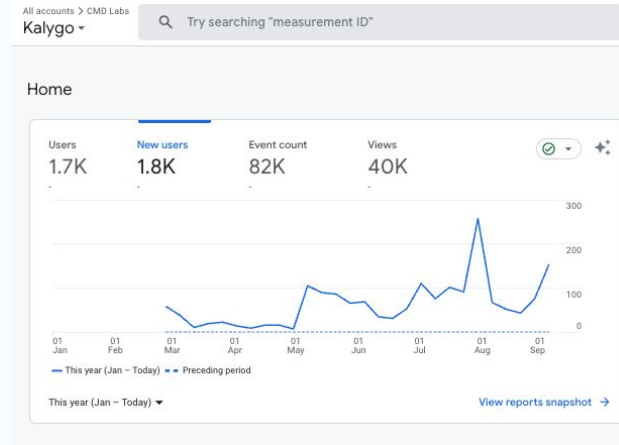 All accounts > CMD Labs
Kalygo
Try searching "measurement ID"
Home
Users
New users
Event count
Views
1.7K
1.8K
82K
40K
-
-
-
-
300
200
100
0
01 Jan
01 Feb
01 Mar
01 Apr
01 May
01 Jun
01 Jul
01 Aug
01 Sep
This year (Jan – Today)
Preceding period
This year (Jan – Today)
View reports snapshot